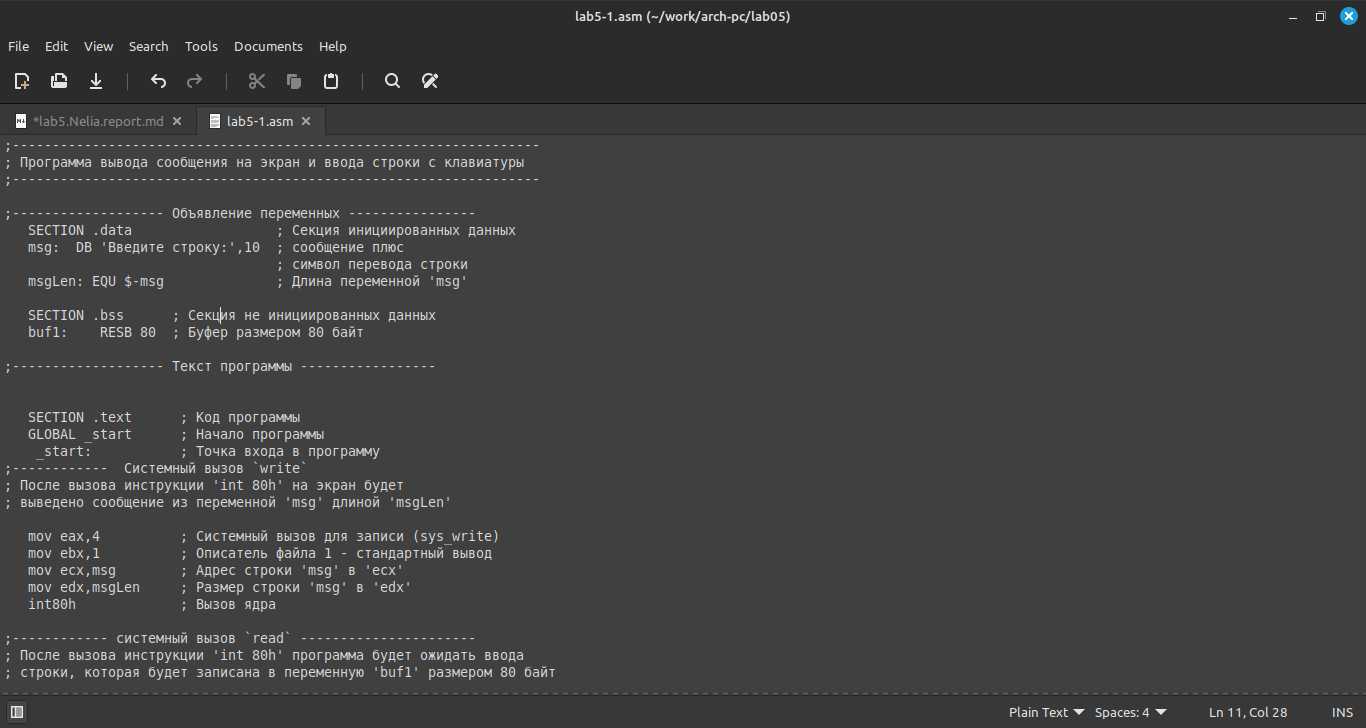 lab5-1.asm (~/work/arch-pc/lab05)
File Edit View Search Tools Documents Help
*lab5.Nelia.report.md lab5-1.asm
;------------------------------------------------------------------
; Программа вывода сообщения на экран и ввода строки с клавиатуры
;------------------------------------------------------------------
;------------------- Объявление переменных ----------------
SECTION .data ; Секция инициированных данных
msg: DB 'Введите строку:',10 ; сообщение плюс
; символ перевода строки
msgLen: EQU $-msg ; Длина переменной 'msg'
SECTION .bss ; Секция не инициированных данных
buf1: RESB 80 ; Буфер размером 80 байт
;------------------- Текст программы -----------------
SECTION .text ; Код программы
GLOBAL _start ; Начало программы
_start: ; Точка входа в программу
;------------ Системный вызов `write`
; После вызова инструкции 'int 80h' на экран будет
; выведено сообщение из переменной 'msg' длиной 'msgLen'
mov eax,4 ; Системный вызов для записи (sys_write)
mov ebx,1 ; Описатель файла 1 - стандартный вывод
mov ecx,msg ; Адрес строки 'msg' в 'ecx'
mov edx,msgLen ; Размер строки 'msg' в 'edx'
int80h ; Вызов ядра
;------------ системный вызов `read` ----------------------
; После вызова инструкции 'int 80h' программа будет ожидать ввода
; строки, которая будет записана в переменную 'buf1' размером 80 байт
Plain Text Spaces: 4 Ln 11, Col 28 INS